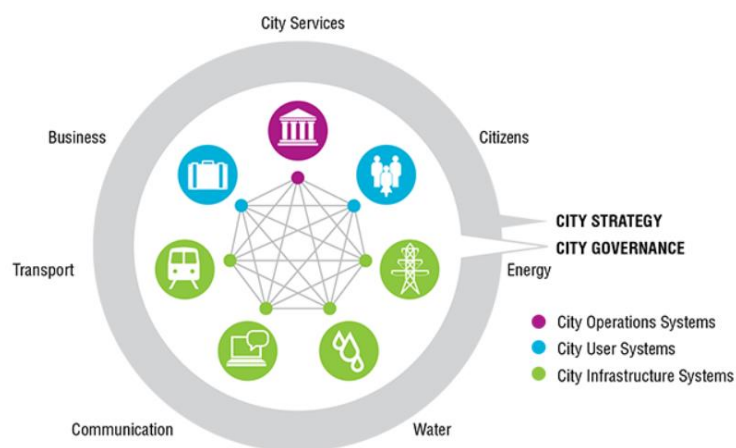 City Services
Business
Citizens
CITY STRATEGY
CITY GOVERNANCE
Transport
Energy
City Operations Systems
City User Systems
City Infrastructure Systems
Communication
Water